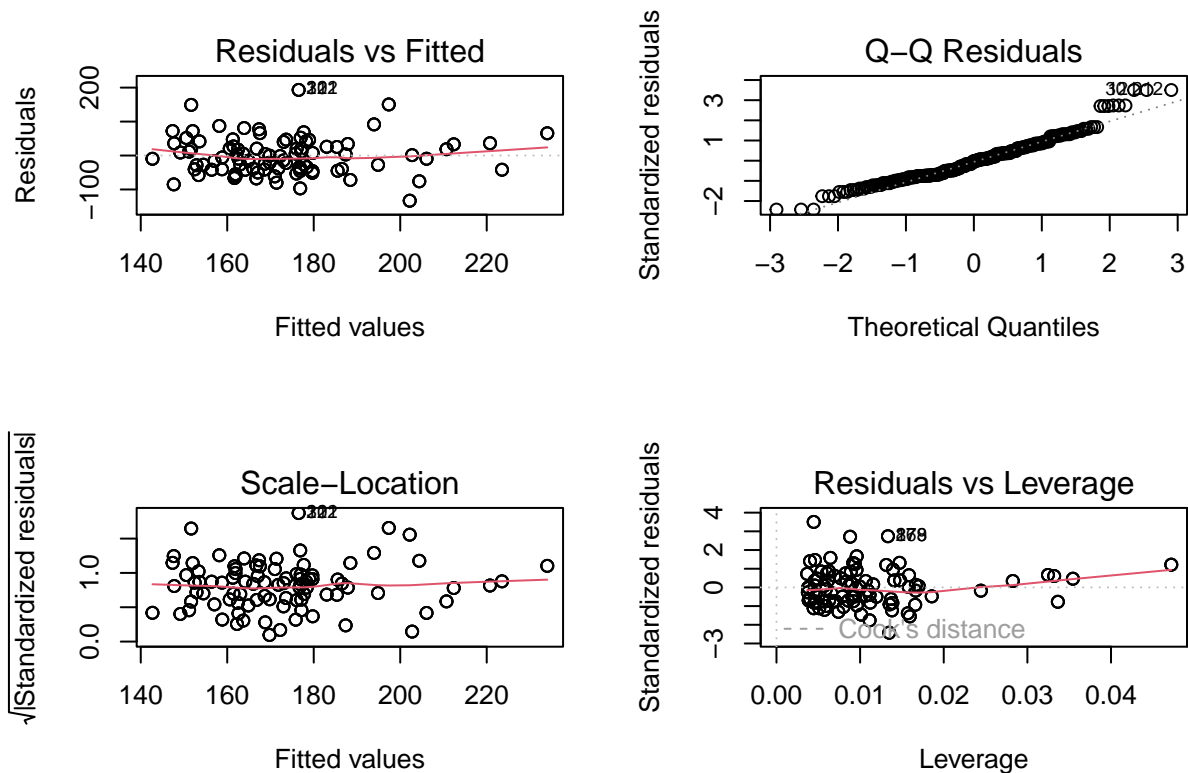 Residuals vs Fitted
Residuals
200
−100
140 160 180 200 220
Fitted values
Q−Q Residuals
Standardized residuals
3
1
−2
−3 −2 −1 0 1 2 3
Theoretical Quantiles
Scale−Location
√|Standardized residuals|
1.0
0.0
140 160 180 200 220
Fitted values
Residuals vs Leverage
Standardized residuals
4
2
0
−3
Cook's distance
0.00 0.01 0.02 0.03 0.04
Leverage